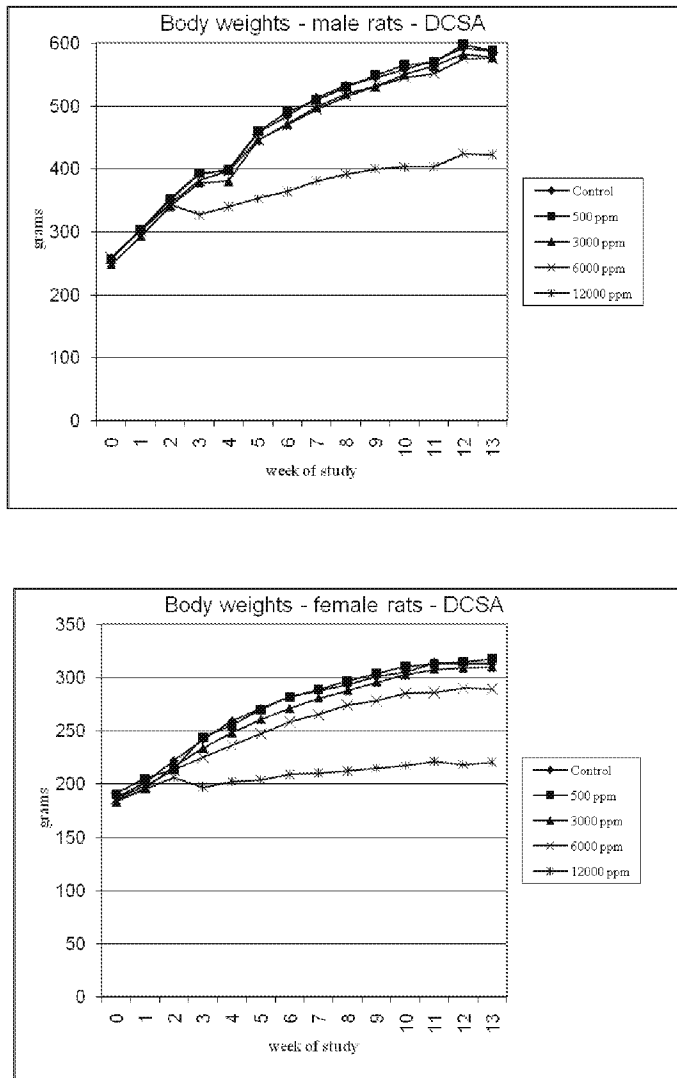 Body weights - male rats - DCSA
600
500
400
300
200
100
0
grams
0 1 2 3 4 5 6 7 8 9 10 11 12 13
week of study
Control
500 ppm
3000 ppm
6000 ppm
12000 ppm
Body weights - female rats - DCSA
350
300
250
200
150
100
50
0
grams
0 1 2 3 4 5 6 7 8 9 10 11 12 13
week of study
Control
500 ppm
3000 ppm
6000 ppm
12000 ppm